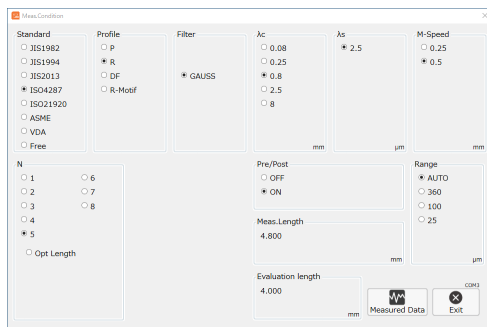 Meas.Condition
Standard
JIS1982
JIS1994
JIS2013
ISO4287
ISO21920
ASME
VDA
Free
Profile
P
R
DF
R-Motif
Filter
GAUSS
λc
0.08
0.25
0.8
2.5
8
mm
λs
2.5
µm
M-Speed
0.25
0.5
mm
N
1
2
3
4
5
6
7
8
Opt Length
Pre/Post
OFF
ON
Meas.Length
4.800
mm
Evaluation length
4.000
mm
Range
AUTO
360
100
25
µm
COM3
Measured Data
Exit